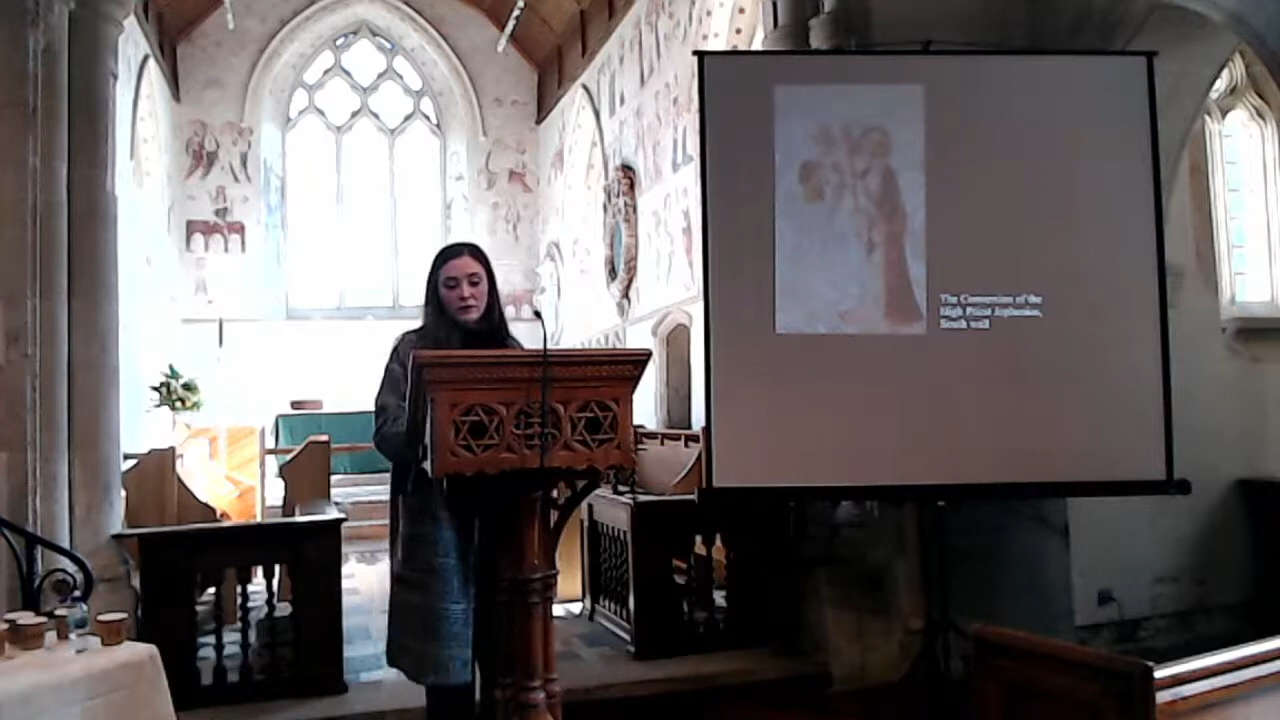 The Conversion of the
High Priest Jephonias,
South wall